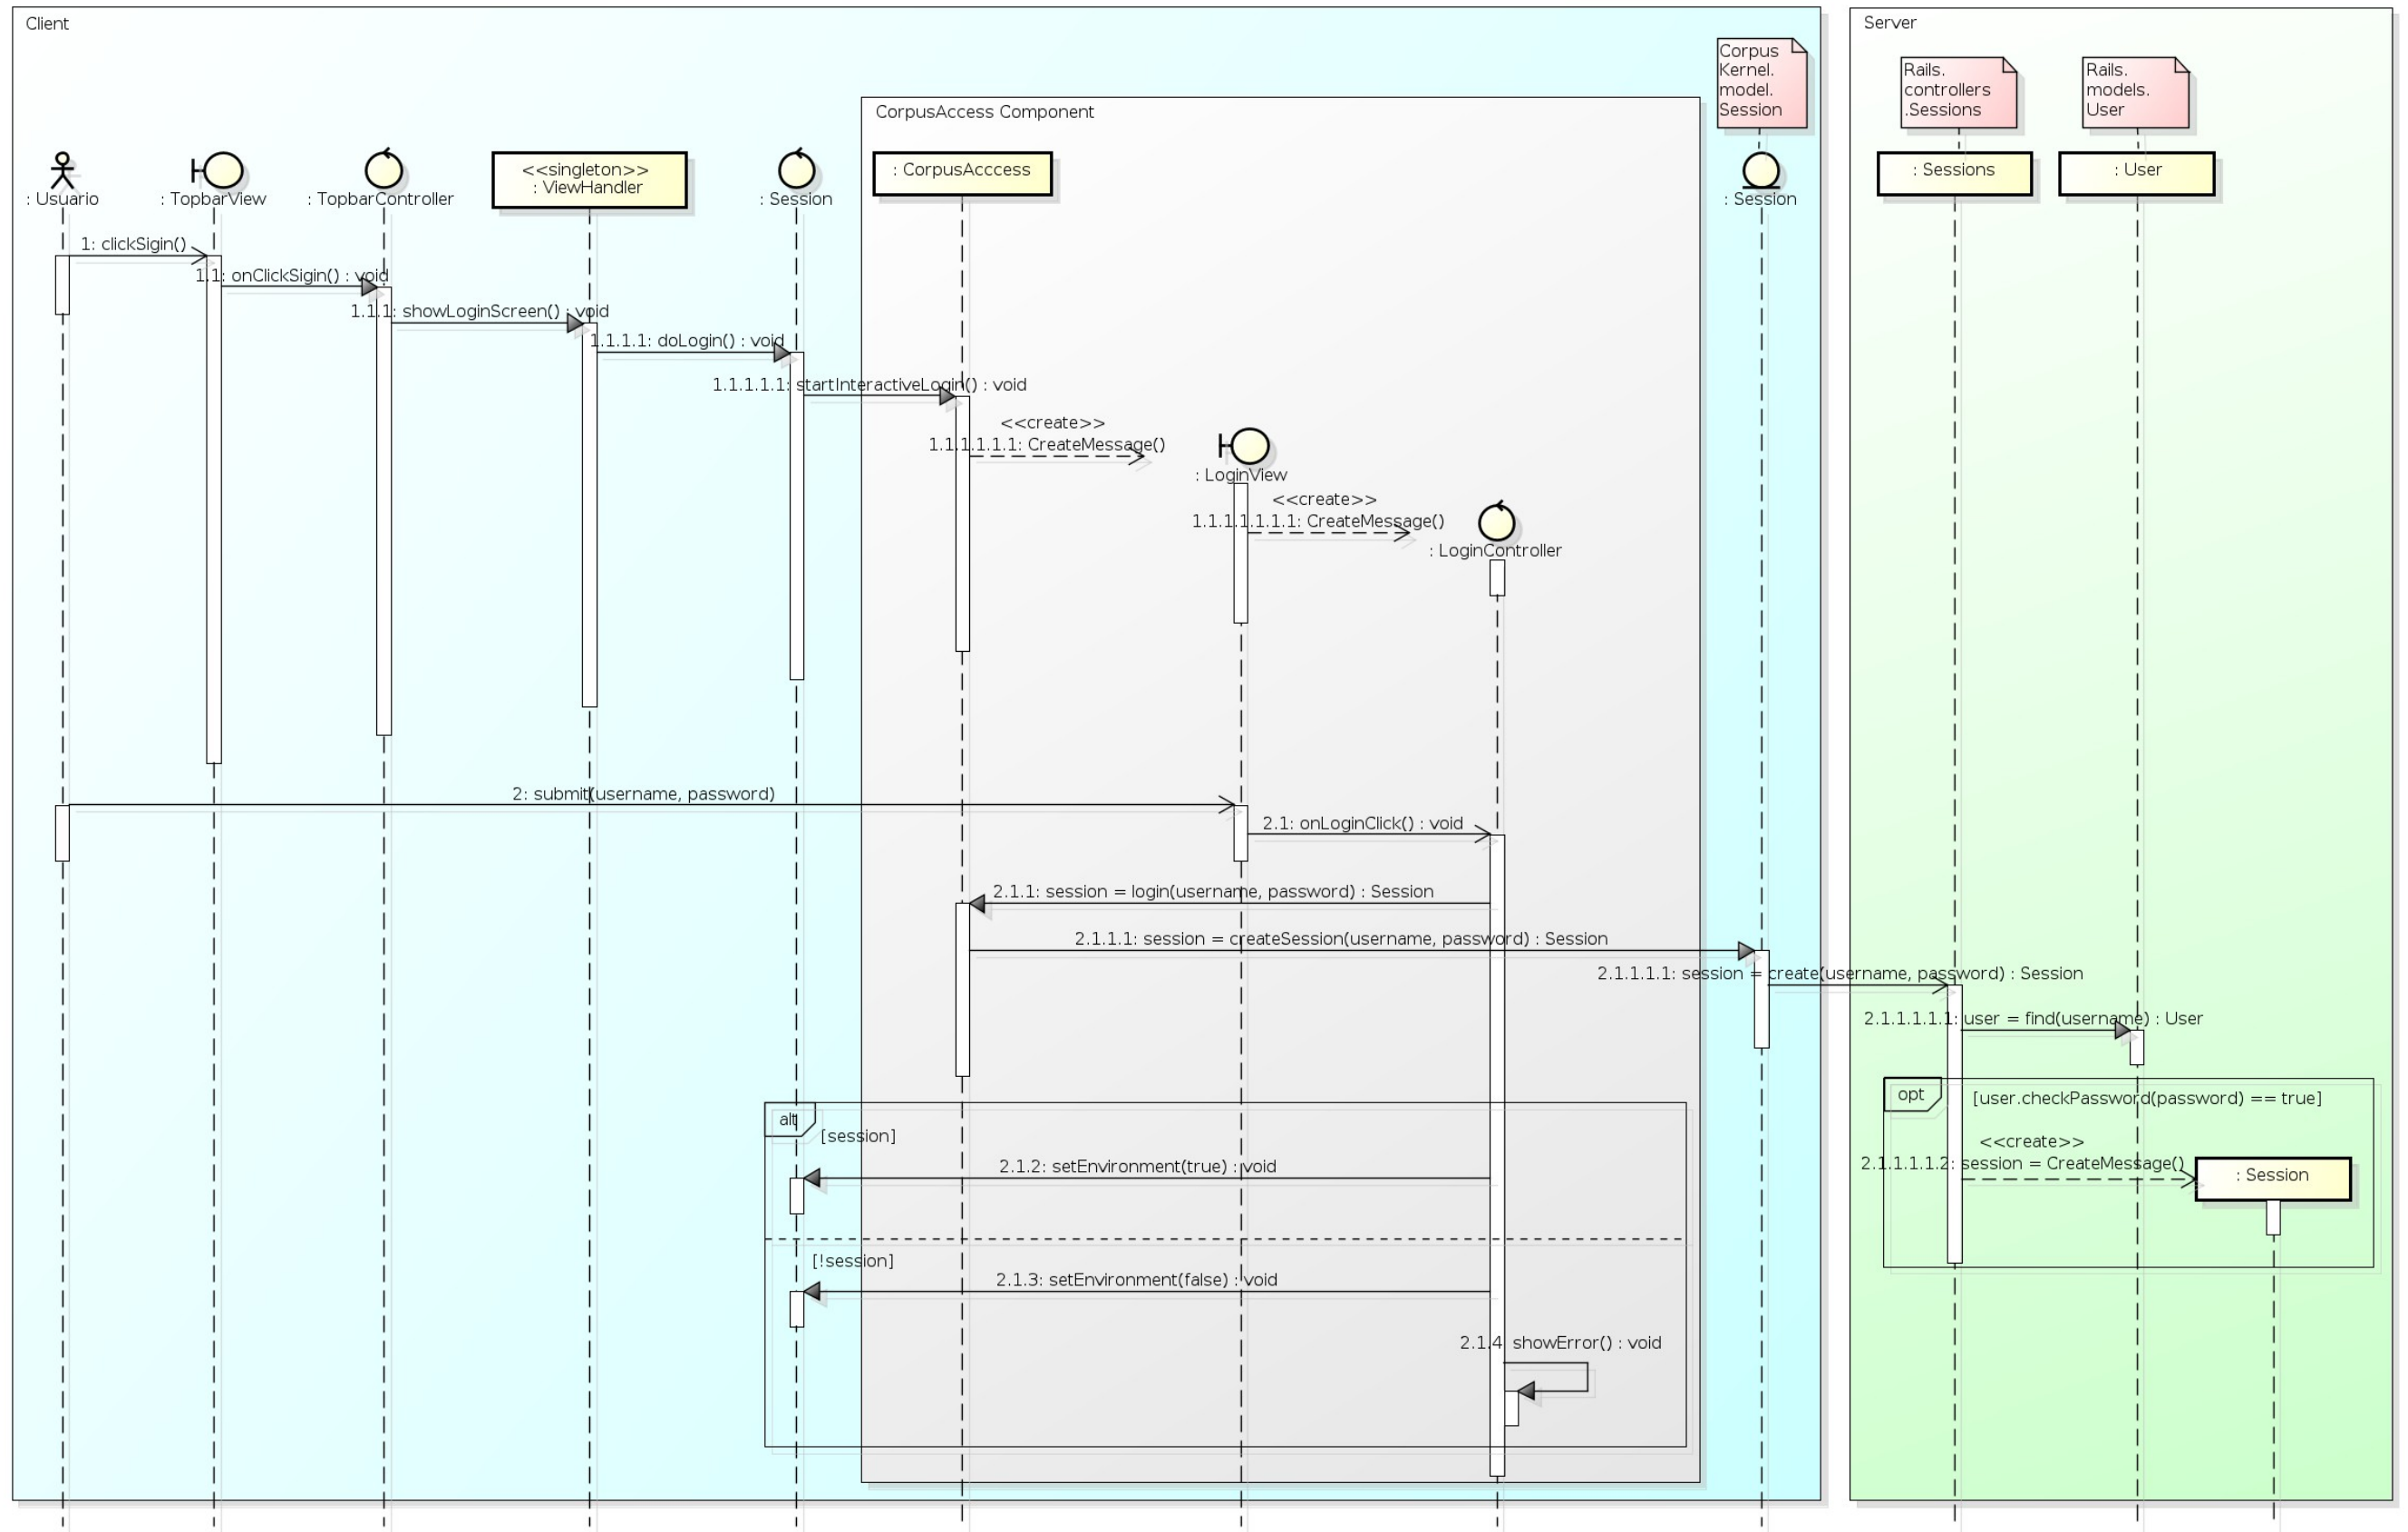 Client
Server
Corpus
Kernel.
model.
Session
Rails.
controllers
.Sessions
Rails.
models.
User
CorpusAccess Component
: Usuario
: TopbarView
: TopbarController
<<singleton>>
: ViewHandler
: Session
: CorpusAcccess
: Session
: Sessions
: User
1: clickSigin()
1.1: onClickSigin() : void
1.1.1: showLoginScreen() : void
1.1.1.1: doLogin() : void
1.1.1.1.1: startInteractiveLogin() : void
<<create>>
1.1.1.1.1.1: CreateMessage()
: LoginView
<<create>>
1.1.1.1.1.1.1: CreateMessage()
: LoginController
2: submit(username, password)
2.1: onLoginClick() : void
2.1.1: session = login(username, password) : Session
2.1.1.1: session = createSession(username, password) : Session
2.1.1.1.1: session = create(username, password) : Session
2.1.1.1.1.1: user = find(username) : User
opt
[user.checkPassword(password) == true]
<<create>>
2.1.1.1.1.2: session = CreateMessage()
: Session
alt
[session]
2.1.2: setEnvironment(true) : void
[!session]
2.1.3: setEnvironment(false) : void
2.1.4 showError() : void